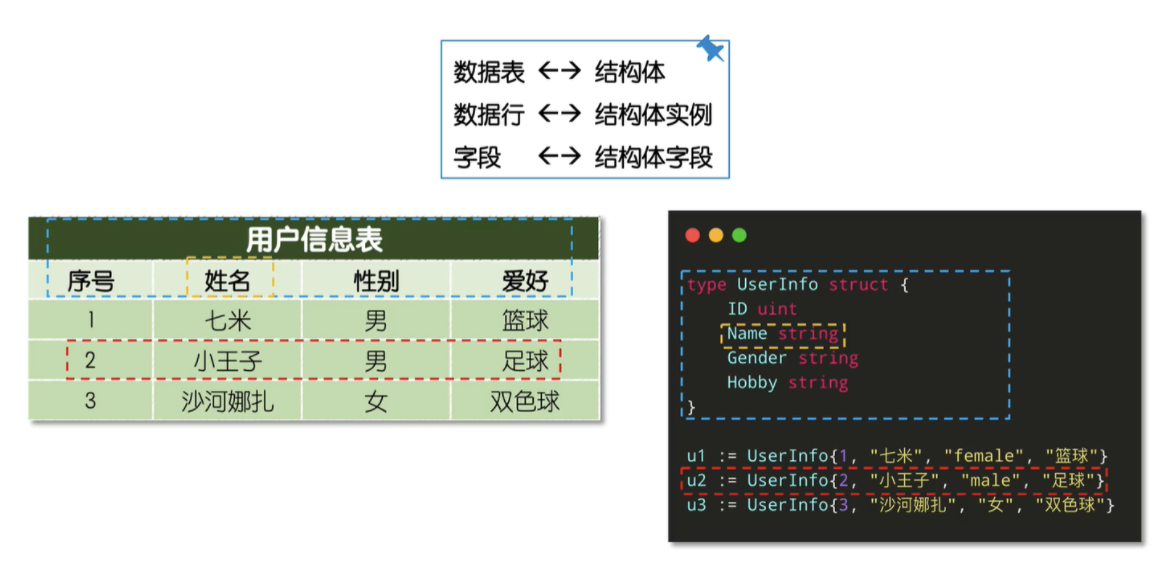 数据表 ←→ 结构体
数据行 ←→ 结构体实例
字段 ←→ 结构体字段
用户信息表
序号 姓名 性别 爱好
1 七米 男 篮球
2 小王子 男 足球
3 沙河娜扎 女 双色球
type UserInfo struct {
ID uint
Name string
Gender string
Hobby string
}
u1 := UserInfo{1, "七米", "female", "篮球"}
u2 := UserInfo{2, "小王子", "male", "足球"}
u3 := UserInfo{3, "沙河娜扎", "女", "双色球"}